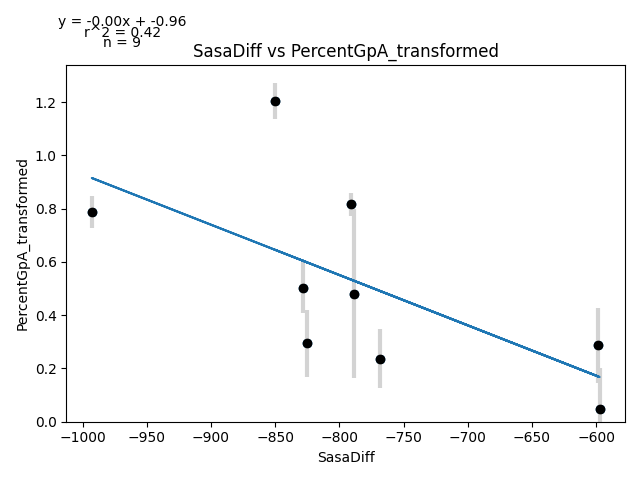 y = -0.00x + -0.96
r^2 = 0.42
n = 9
SasaDiff vs PercentGpA_transformed
PercentGpA_transformed
1.2
1.0
0.8
0.6
0.4
0.2
0.0
−1000 −950 −900 −850 −800 −750 −700 −650 −600
SasaDiff